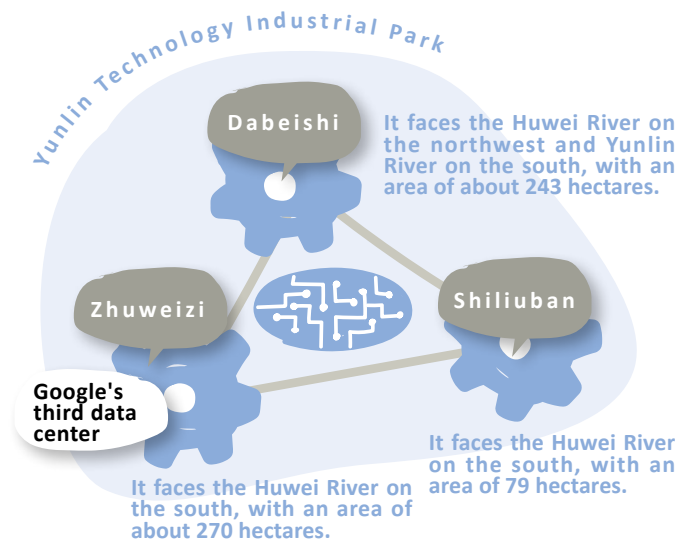 Yunlin Technology Industrial Park
Dabeishi
It faces the Huwei River on
the northwest and Yunlin
River on the south, with an
area of about 243 hectares.
Zhuweizi
Shiliuban
Google's
third data
center
It faces the Huwei River
on the south, with an
area of 79 hectares.
It faces the Huwei River on
the south, with an area of
about 270 hectares.